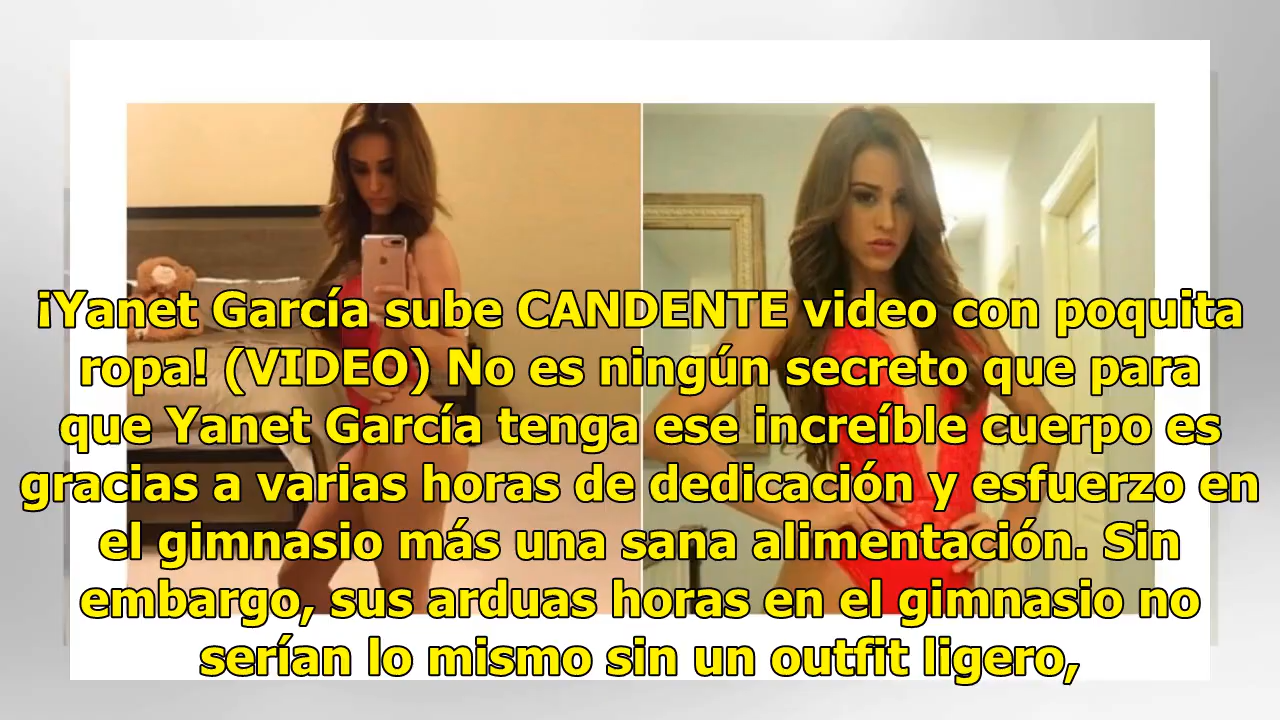 ¡Yanet García sube CANDENTE video con poquita
ropa! (VIDEO) No es ningún secreto que para
que Yanet García tenga ese increíble cuerpo es
gracias a varias horas de dedicación y esfuerzo en
el gimnasio más una sana alimentación. Sin
embargo, sus arduas horas en el gimnasio no
serían lo mismo sin un outfit ligero,